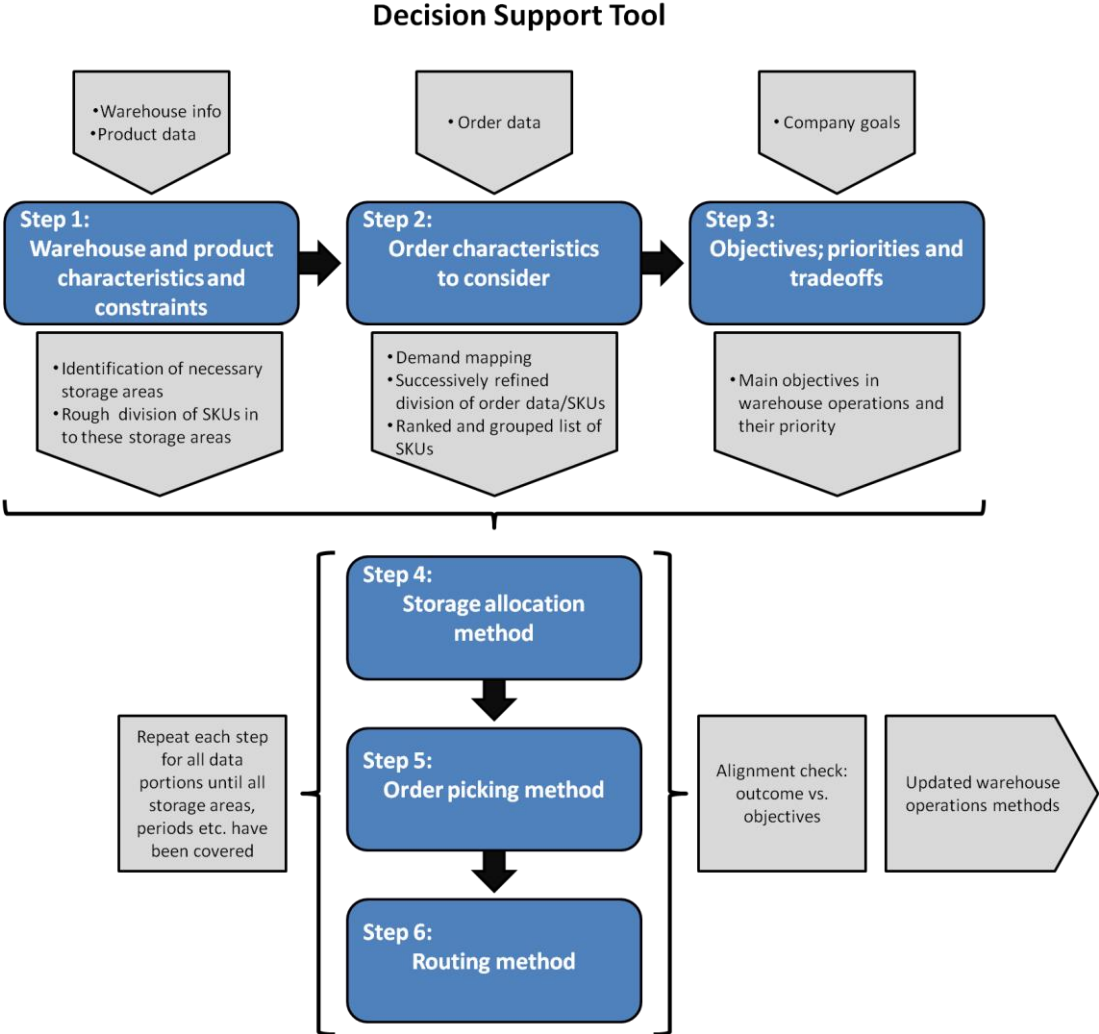 Decision Support Tool
•Warehouse info
•Product data
• Order data
• Company goals
Step 1:
Warehouse and product
characteristics and
constraints
Step 2:
Order characteristics
to consider
Step 3:
Objectives; priorities and
tradeoffs
• Identification of necessary
storage areas
• Rough division of SKUs in
to these storage areas
• Demand mapping
• Successively refined
division of order data/SKUs
• Ranked and grouped list of
SKUs
• Main objectives in
warehouse operations and
their priority
Step 4:
Storage allocation
method
Repeat each step
for all data
portions until all
storage areas,
periods etc. have
been covered
Step 5:
Order picking method
Alignment check:
outcome vs.
objectives
Updated warehouse
operations methods
Step 6:
Routing method